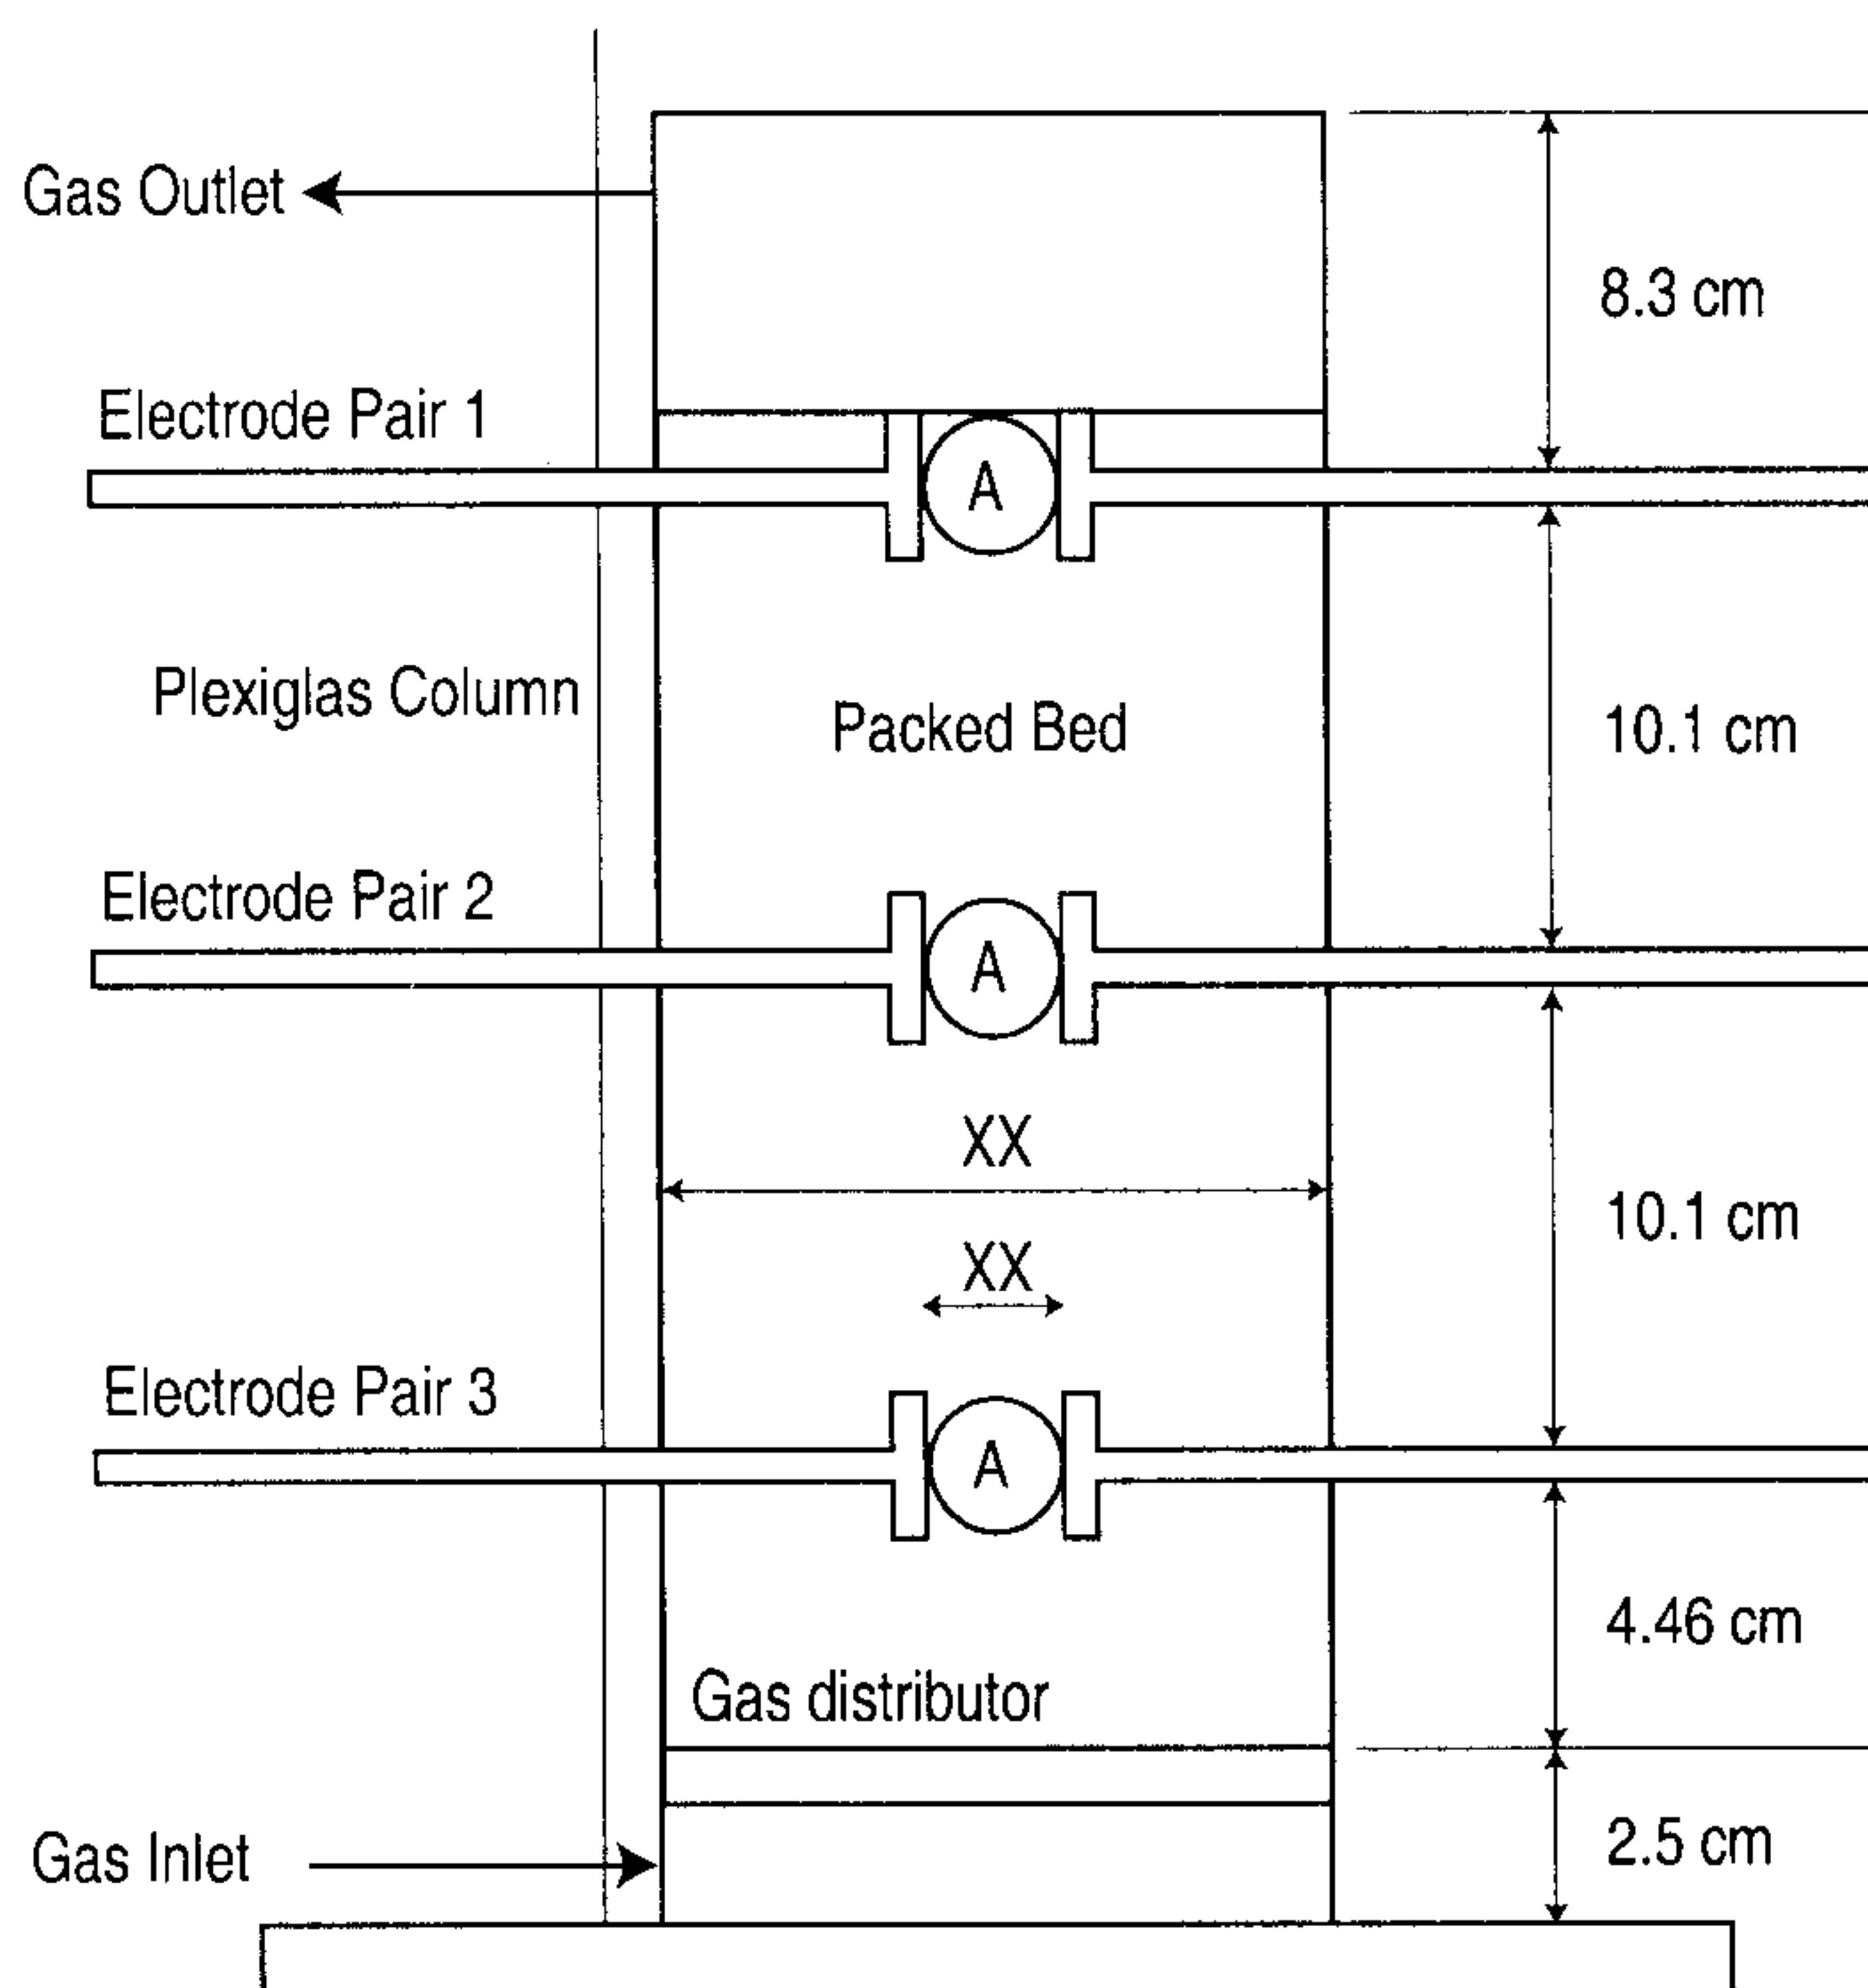 Gas Outlet
8.3 cm
Electrode Pair 1
A
Plexiglas Column
Packed Bed
10.1 cm
Electrode Pair 2
A
XX
10.1 cm
XX
Electrode Pair 3
A
4.46 cm
Gas distributor
Gas Inlet
2.5 cm